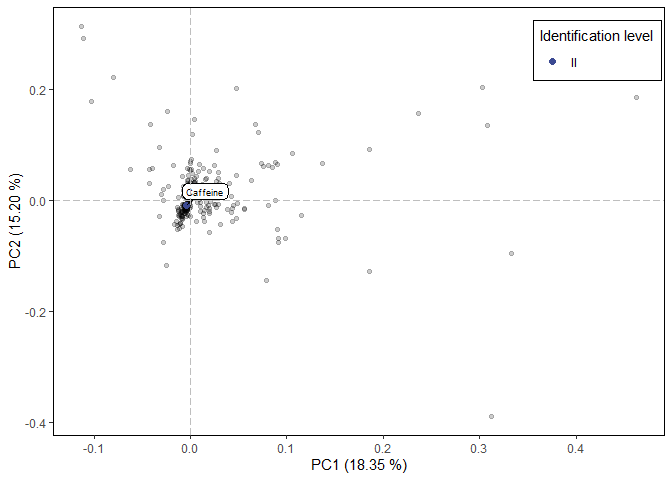 Identification level
II
0.2
0.0
-0.2
-0.4
PC2 (15.20 %)
Caffeine
-0.1
0.0
0.1
0.2
0.3
0.4
PC1 (18.35 %)